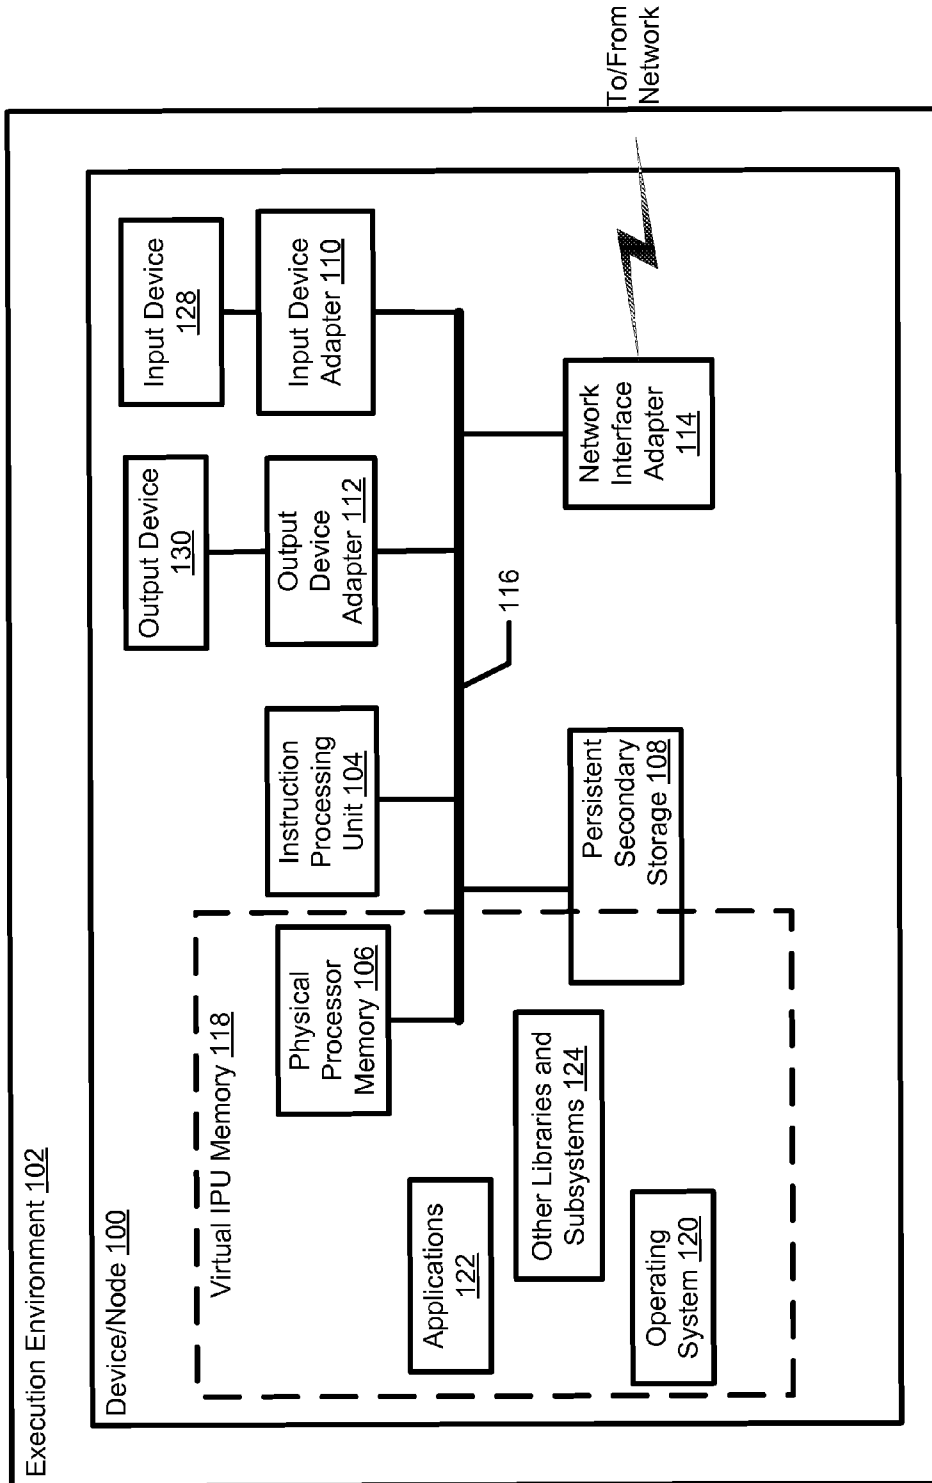 Execution Environment 102
Device/Node 100
Virtual IPU Memory 118
Physical
Processor
Memory 106
Instruction
Processing
Unit 104
Output Device
130
Output
Device
Adapter 112
Input Device
128
Input Device
Adapter 110
Applications
122
Other Libraries and
Subsystems 124
Operating
System 120
Persistent
Secondary
Storage 108
116
Network
Interface
Adapter
114
To/From
Network